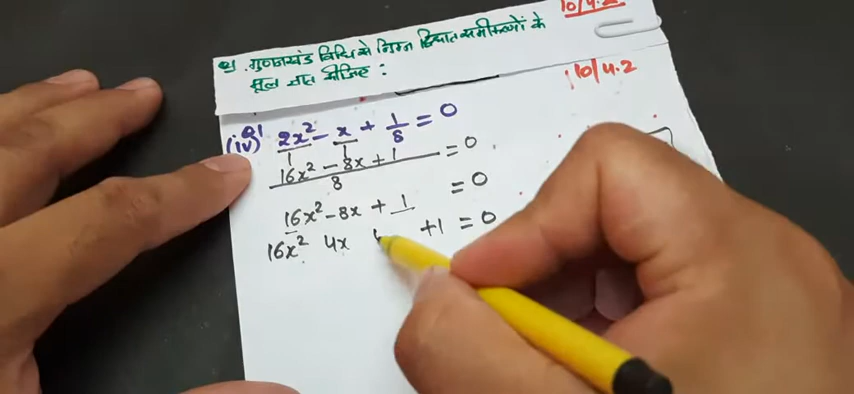 प्र. गुणनखंड विधि से निम्न द्विघात समीकरणों के
मूल ज्ञात कीजिए :
10/4.2
10/4.2
(iv) 2x² - x + 1/8 = 0
(16x² - 8x + 1)/8 = 0
16x² - 8x + 1 = 0
16x² 4x +1 = 0